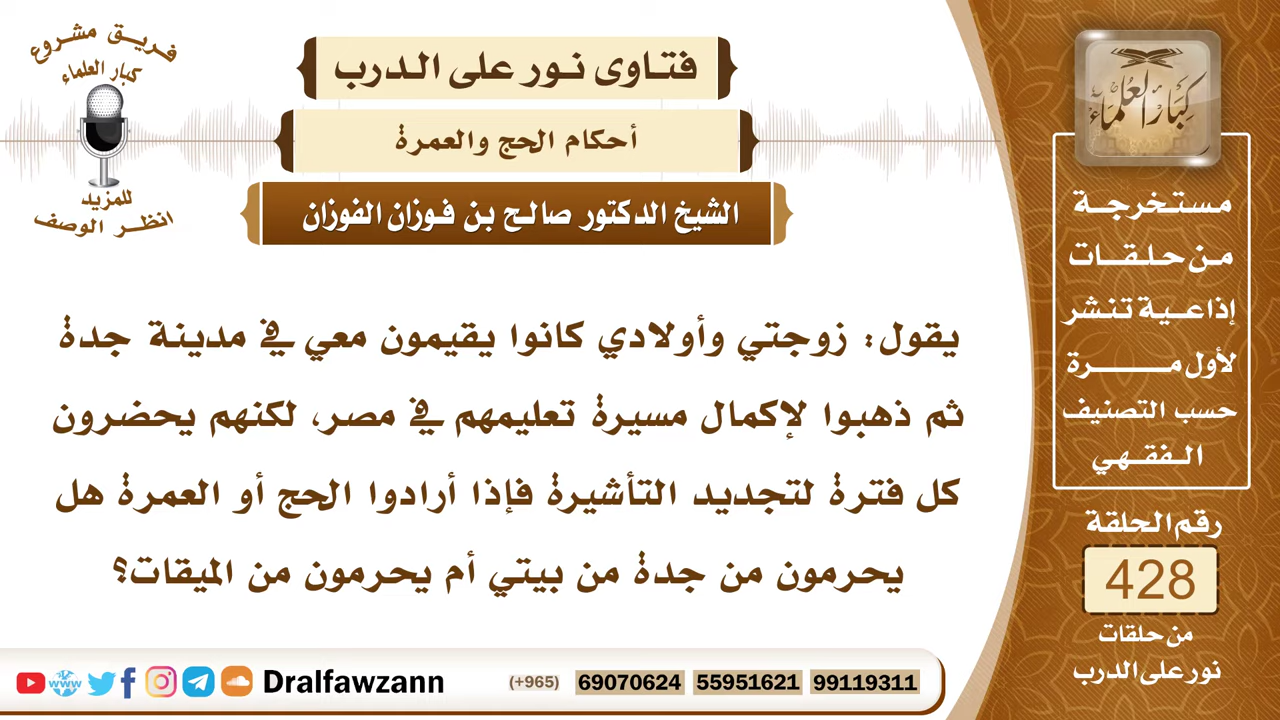 فريق مشروع
كبار العلماء
للمزيد
انظر الوصف
فتاوى نور على الدرب
أحكام الحج والعمرة
الشيخ الدكتور صالح بن فوزان الفوزان
يقول: زوجتي وأولادي كانوا يقيمون معي في مدينة جدة
ثم ذهبوا لإكمال مسيرة تعليمهم في مصر، لكنهم يحضرون
كل فترة لتجديد التأشيرة فإذا أرادوا الحج أو العمرة هل
يحرمون من جدة من بيتي أم يحرمون من الميقات؟
كبار العلماء
مستخرجة
من حلقات
إذاعية تنشر
لأول مرة
حسب التصنيف
الفقهي
رقم الحلقة
428
من حلقات
نور على الدرب
www
Dralfawzann
(+965) 69070624 55951621 99119311